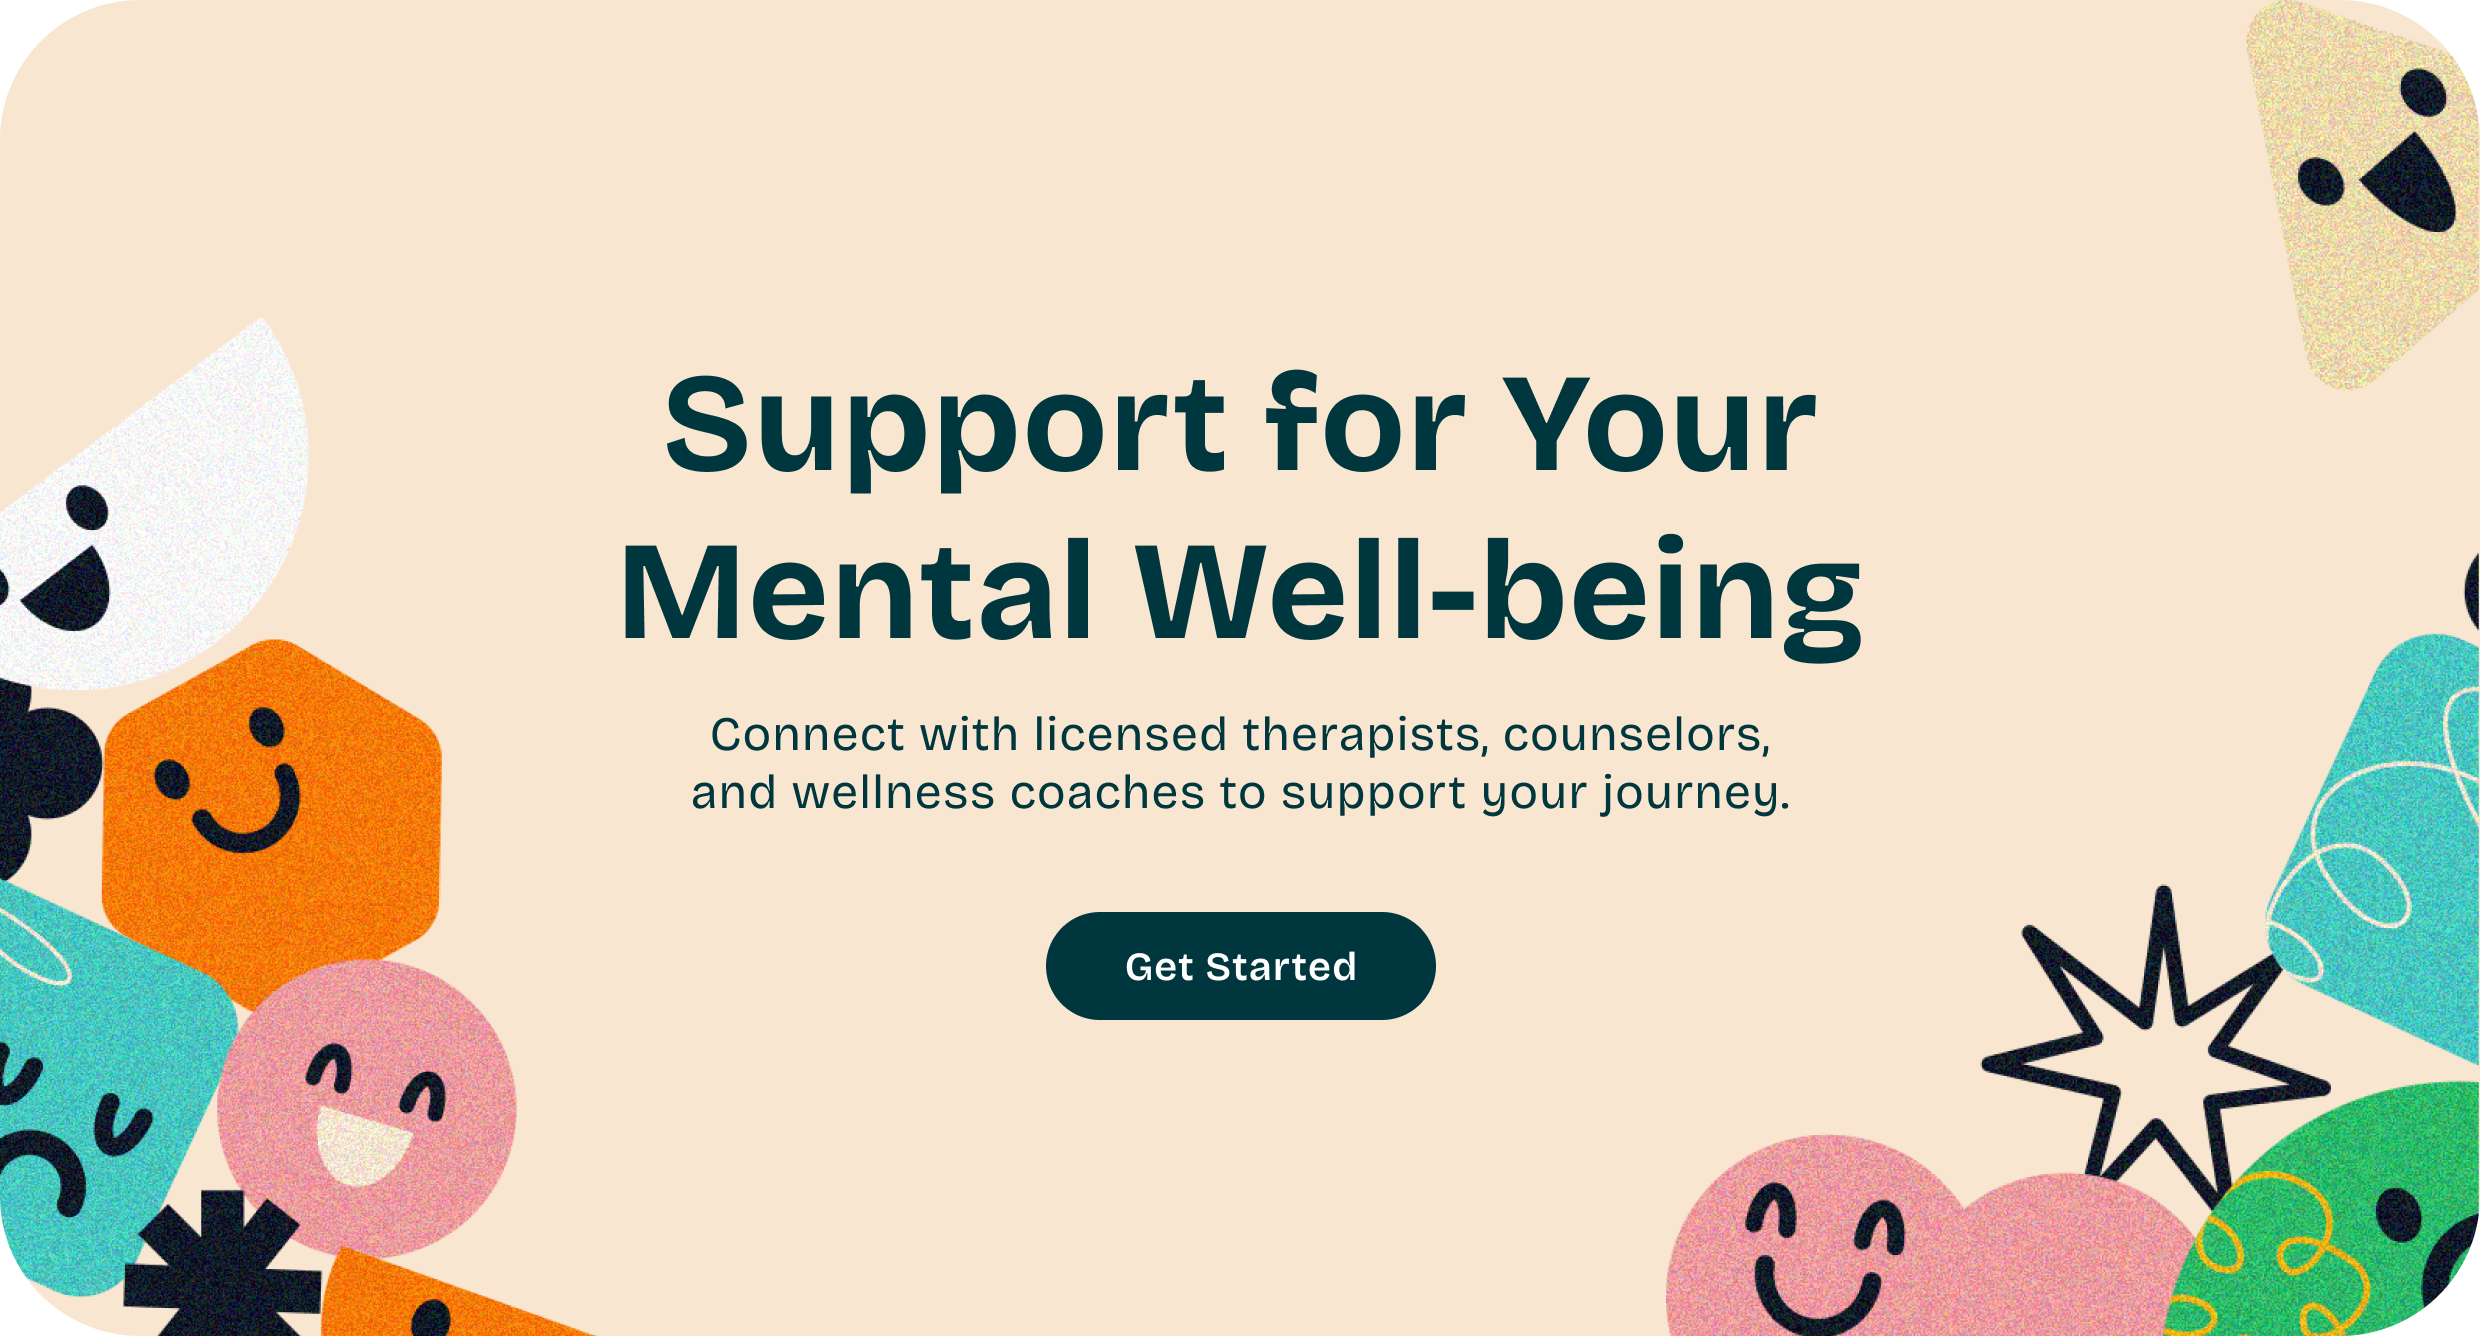 Support for Your
Mental Well-being
Connect with licensed therapists, counselors,
and wellness coaches to support your journey.
Get Started